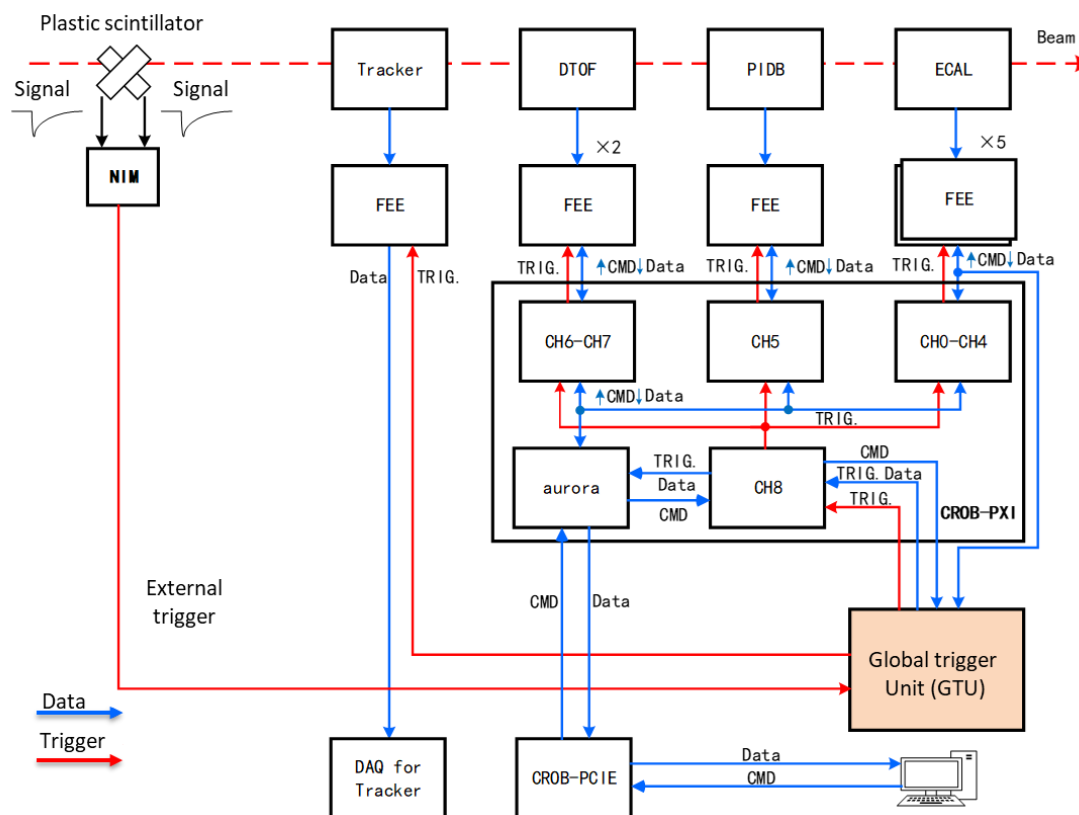 Plastic scintillator
Beam
Signal
Signal
Tracker
DTOF
PIDB
ECAL
×2
×5
NIM
FEE
FEE
FEE
FEE
Data
TRIG.
TRIG.
↑CMD↓Data
TRIG.
↑CMD↓Data
TRIG.
↑CMD↓Data
CH6-CH7
CH5
CH0-CH4
↑CMD↓Data
TRIG.
aurora
TRIG.
Data
CMD
CH8
CMD
TRIG. Data
TRIG.
CROB-PXI
External
trigger
CMD
Data
Global trigger
Unit (GTU)
Data
Trigger
DAQ for
Tracker
CROB-PCIE
Data
CMD